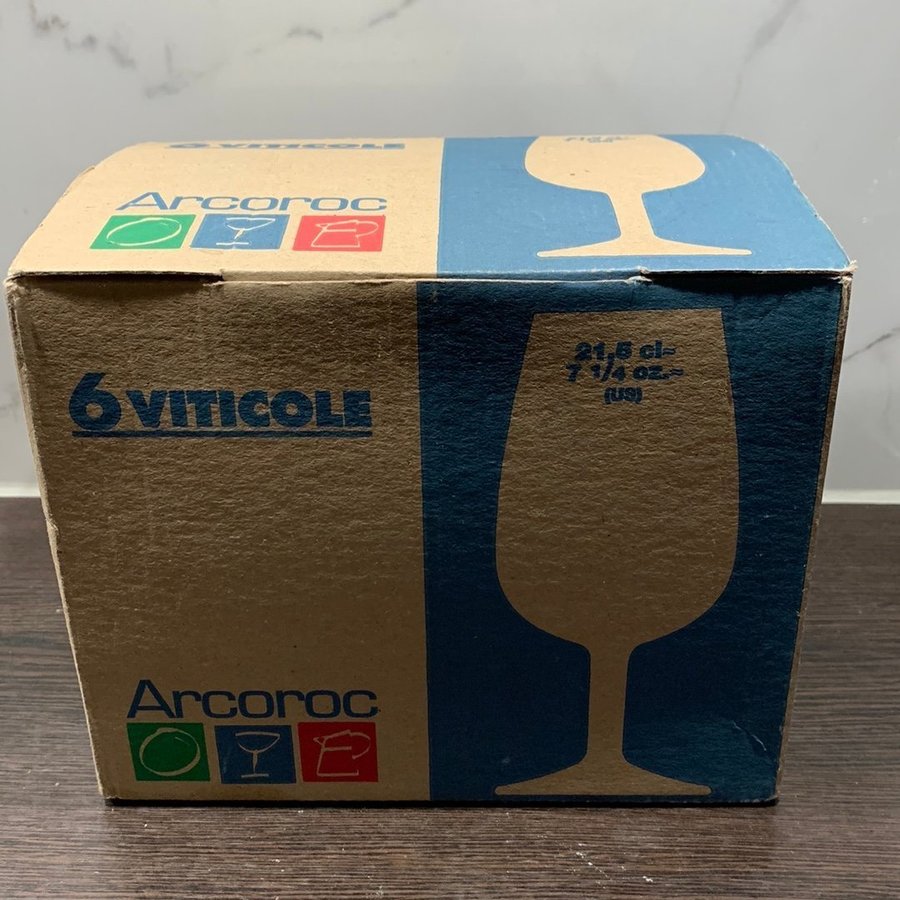 6 VITICOLE
Arcoroc
21,5 cl≈
7 1/4 oz.≈
(US)
6 VITICOLE
Arcoroc